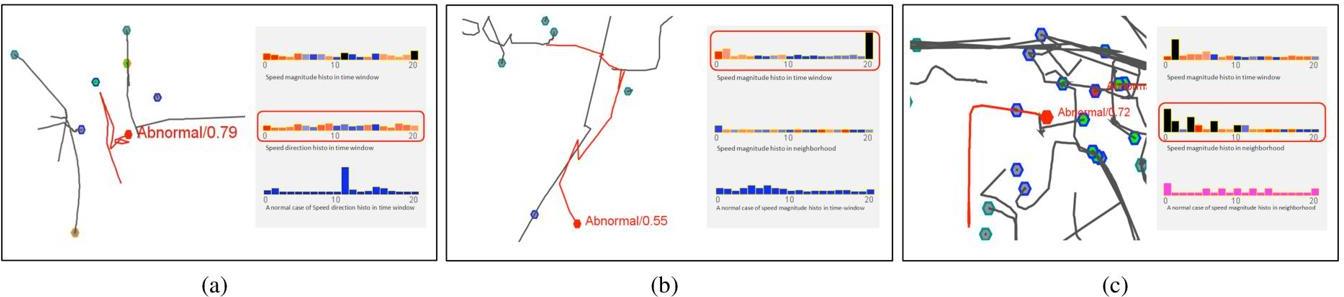 0 10 20
Speed magnitude histo in time window
Abnormal/0.79
0 10 20
Speed direction histo in time window
0 10 20
A normal case of Speed direction histo in time window
(a)
0 10 20
Speed magnitude histo in time window
0 10 20
Speed magnitude histo in neighborhood
0 10 20
A normal case of speed magnitude histo in time-window
Abnormal/0.55
(b)
0 10 20
Speed magnitude histo in time window
Abnormal/0.72
0 10 20
Speed magnitude histo in neighborhood
0 10 20
A normal case of speed magnitude histo in neighborhood
(c)